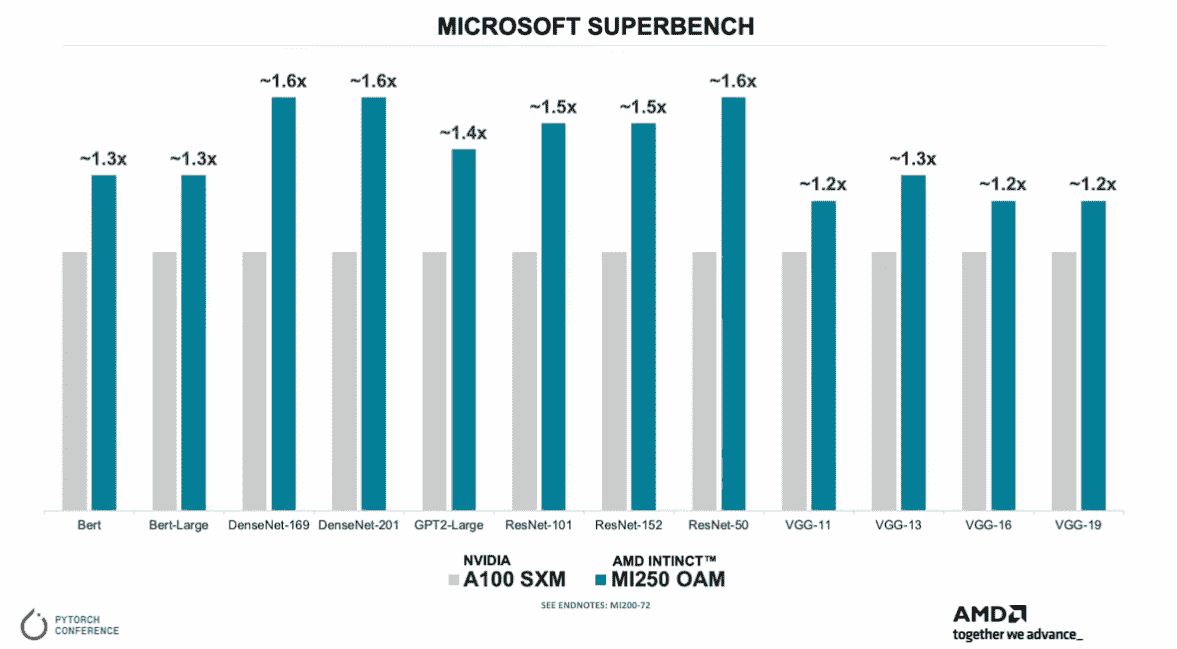 MICROSOFT SUPERBENCH
~1.3x
~1.3x
~1.6x
~1.6x
~1.4x
~1.5x
~1.5x
~1.6x
~1.2x
~1.3x
~1.2x
~1.2x
Bert
Bert-Large
DenseNet-169
DenseNet-201
GPT2-Large
ResNet-101
ResNet-152
ResNet-50
VGG-11
VGG-13
VGG-16
VGG-19
NVIDIA
A100 SXM
AMD INTINCT™
MI250 OAM
SEE ENDNOTES: MI200-72
PYTORCH
CONFERENCE
AMD
together we advance_